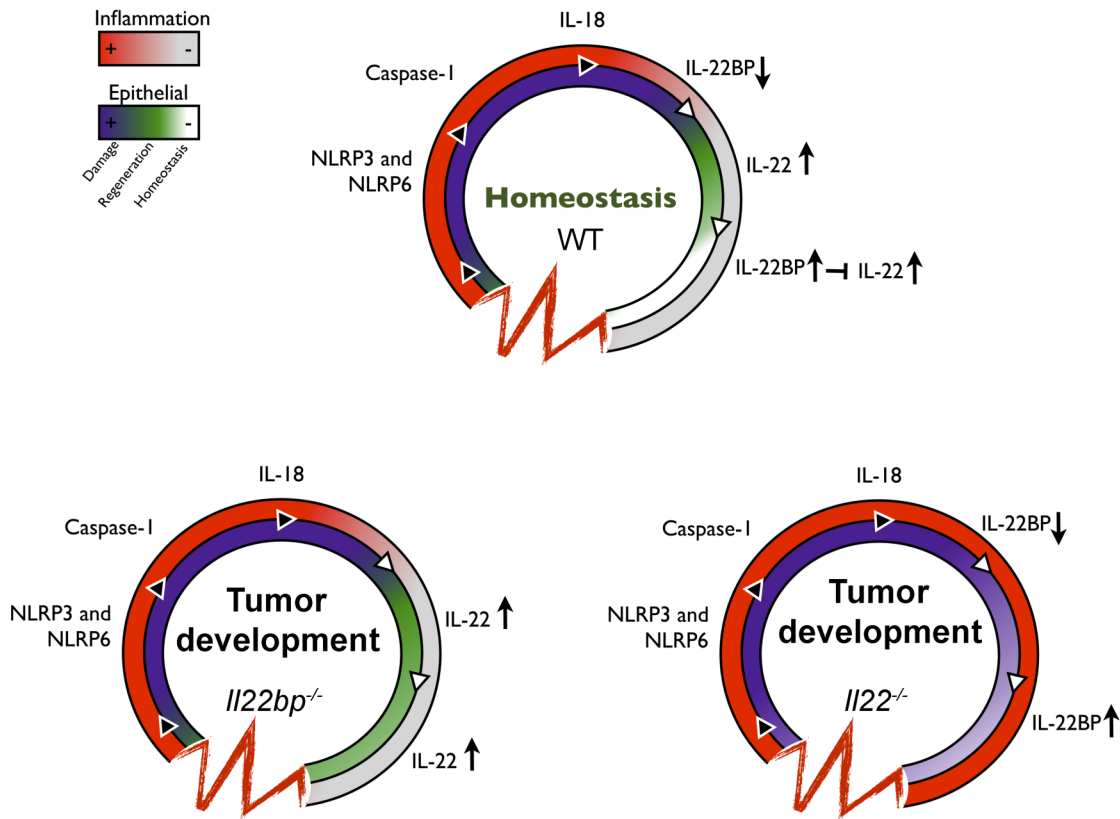 Inflammation
+ -
Epithelial
+ -
Damage
Regeneration
Homeostasis
IL-18
Caspase-1
IL-22BP ↓
NLRP3 and
NLRP6
IL-22 ↑
Homeostasis
WT
IL-22BP ↑ ⊣ IL-22 ↑
IL-18
Caspase-1
NLRP3 and
NLRP6
Tumor
development
IL-22 ↑
Il22bp-/-
IL-22 ↑
IL-18
Caspase-1
IL-22BP ↓
NLRP3 and
NLRP6
Tumor
development
Il22-/-
IL-22BP ↑